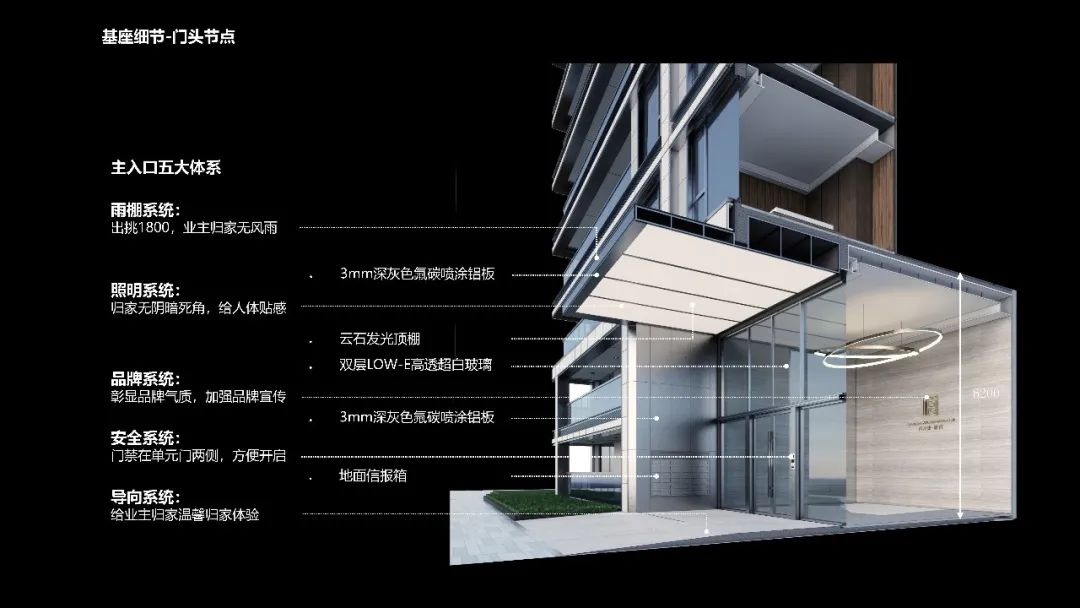 基座细节-门头节点
主入口五大体系
雨棚系统：
出挑1800，业主归家无风雨
3mm深灰色氟碳喷涂铝板
照明系统：
归家无阴暗死角，给人体贴感
云石发光顶棚
双层LOW-E高透超白玻璃
品牌系统：
彰显品牌气质，加强品牌宣传
8200
3mm深灰色氟碳喷涂铝板
安全系统：
门禁在单元门两侧，方便开启
地面信报箱
导向系统：
给业主归家温馨归家体验